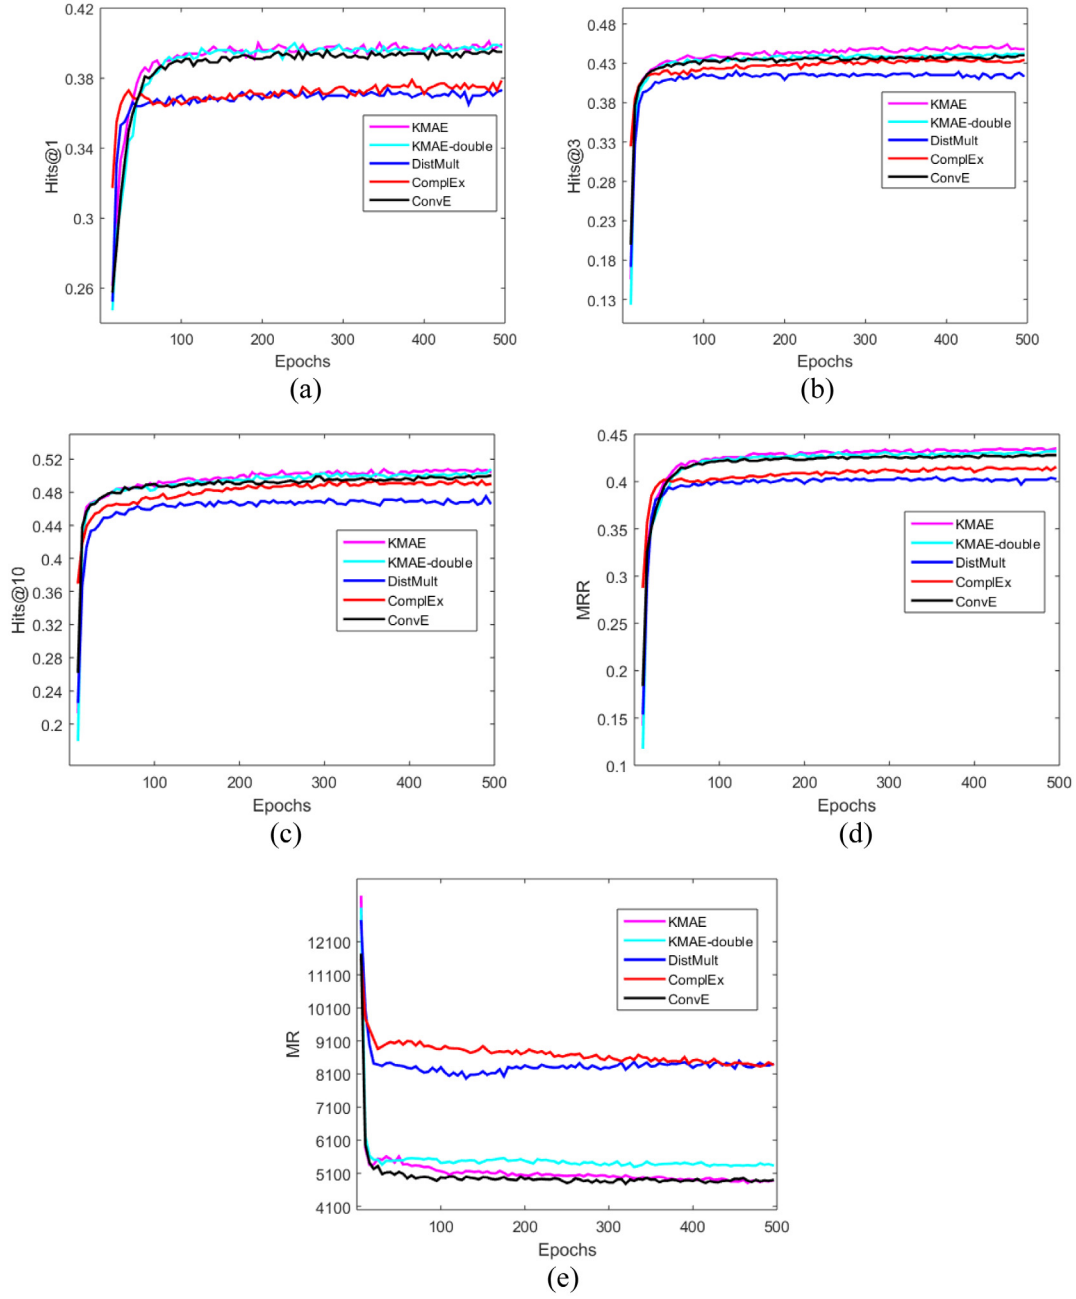 0.42
0.38
0.34
0.3
0.26
Hits@1
KMAE
KMAE-double
DistMult
ComplEx
ConvE
100 200 300 400 500
Epochs
(a)
0.48
0.43
0.38
0.33
0.28
0.23
0.18
0.13
Hits@3
KMAE
KMAE-double
DistMult
ComplEx
ConvE
100 200 300 400 500
Epochs
(b)
0.52
0.48
0.44
0.4
0.36
0.32
0.28
0.24
0.2
Hits@10
KMAE
KMAE-double
DistMult
ComplEx
ConvE
100 200 300 400 500
Epochs
(c)
0.45
0.4
0.35
0.3
0.25
0.2
0.15
0.1
MRR
KMAE
KMAE-double
DistMult
ComplEx
ConvE
100 200 300 400 500
Epochs
(d)
12100
11100
10100
9100
8100
7100
6100
5100
4100
MR
KMAE
KMAE-double
DistMult
ComplEx
ConvE
100 200 300 400 500
Epochs
(e)